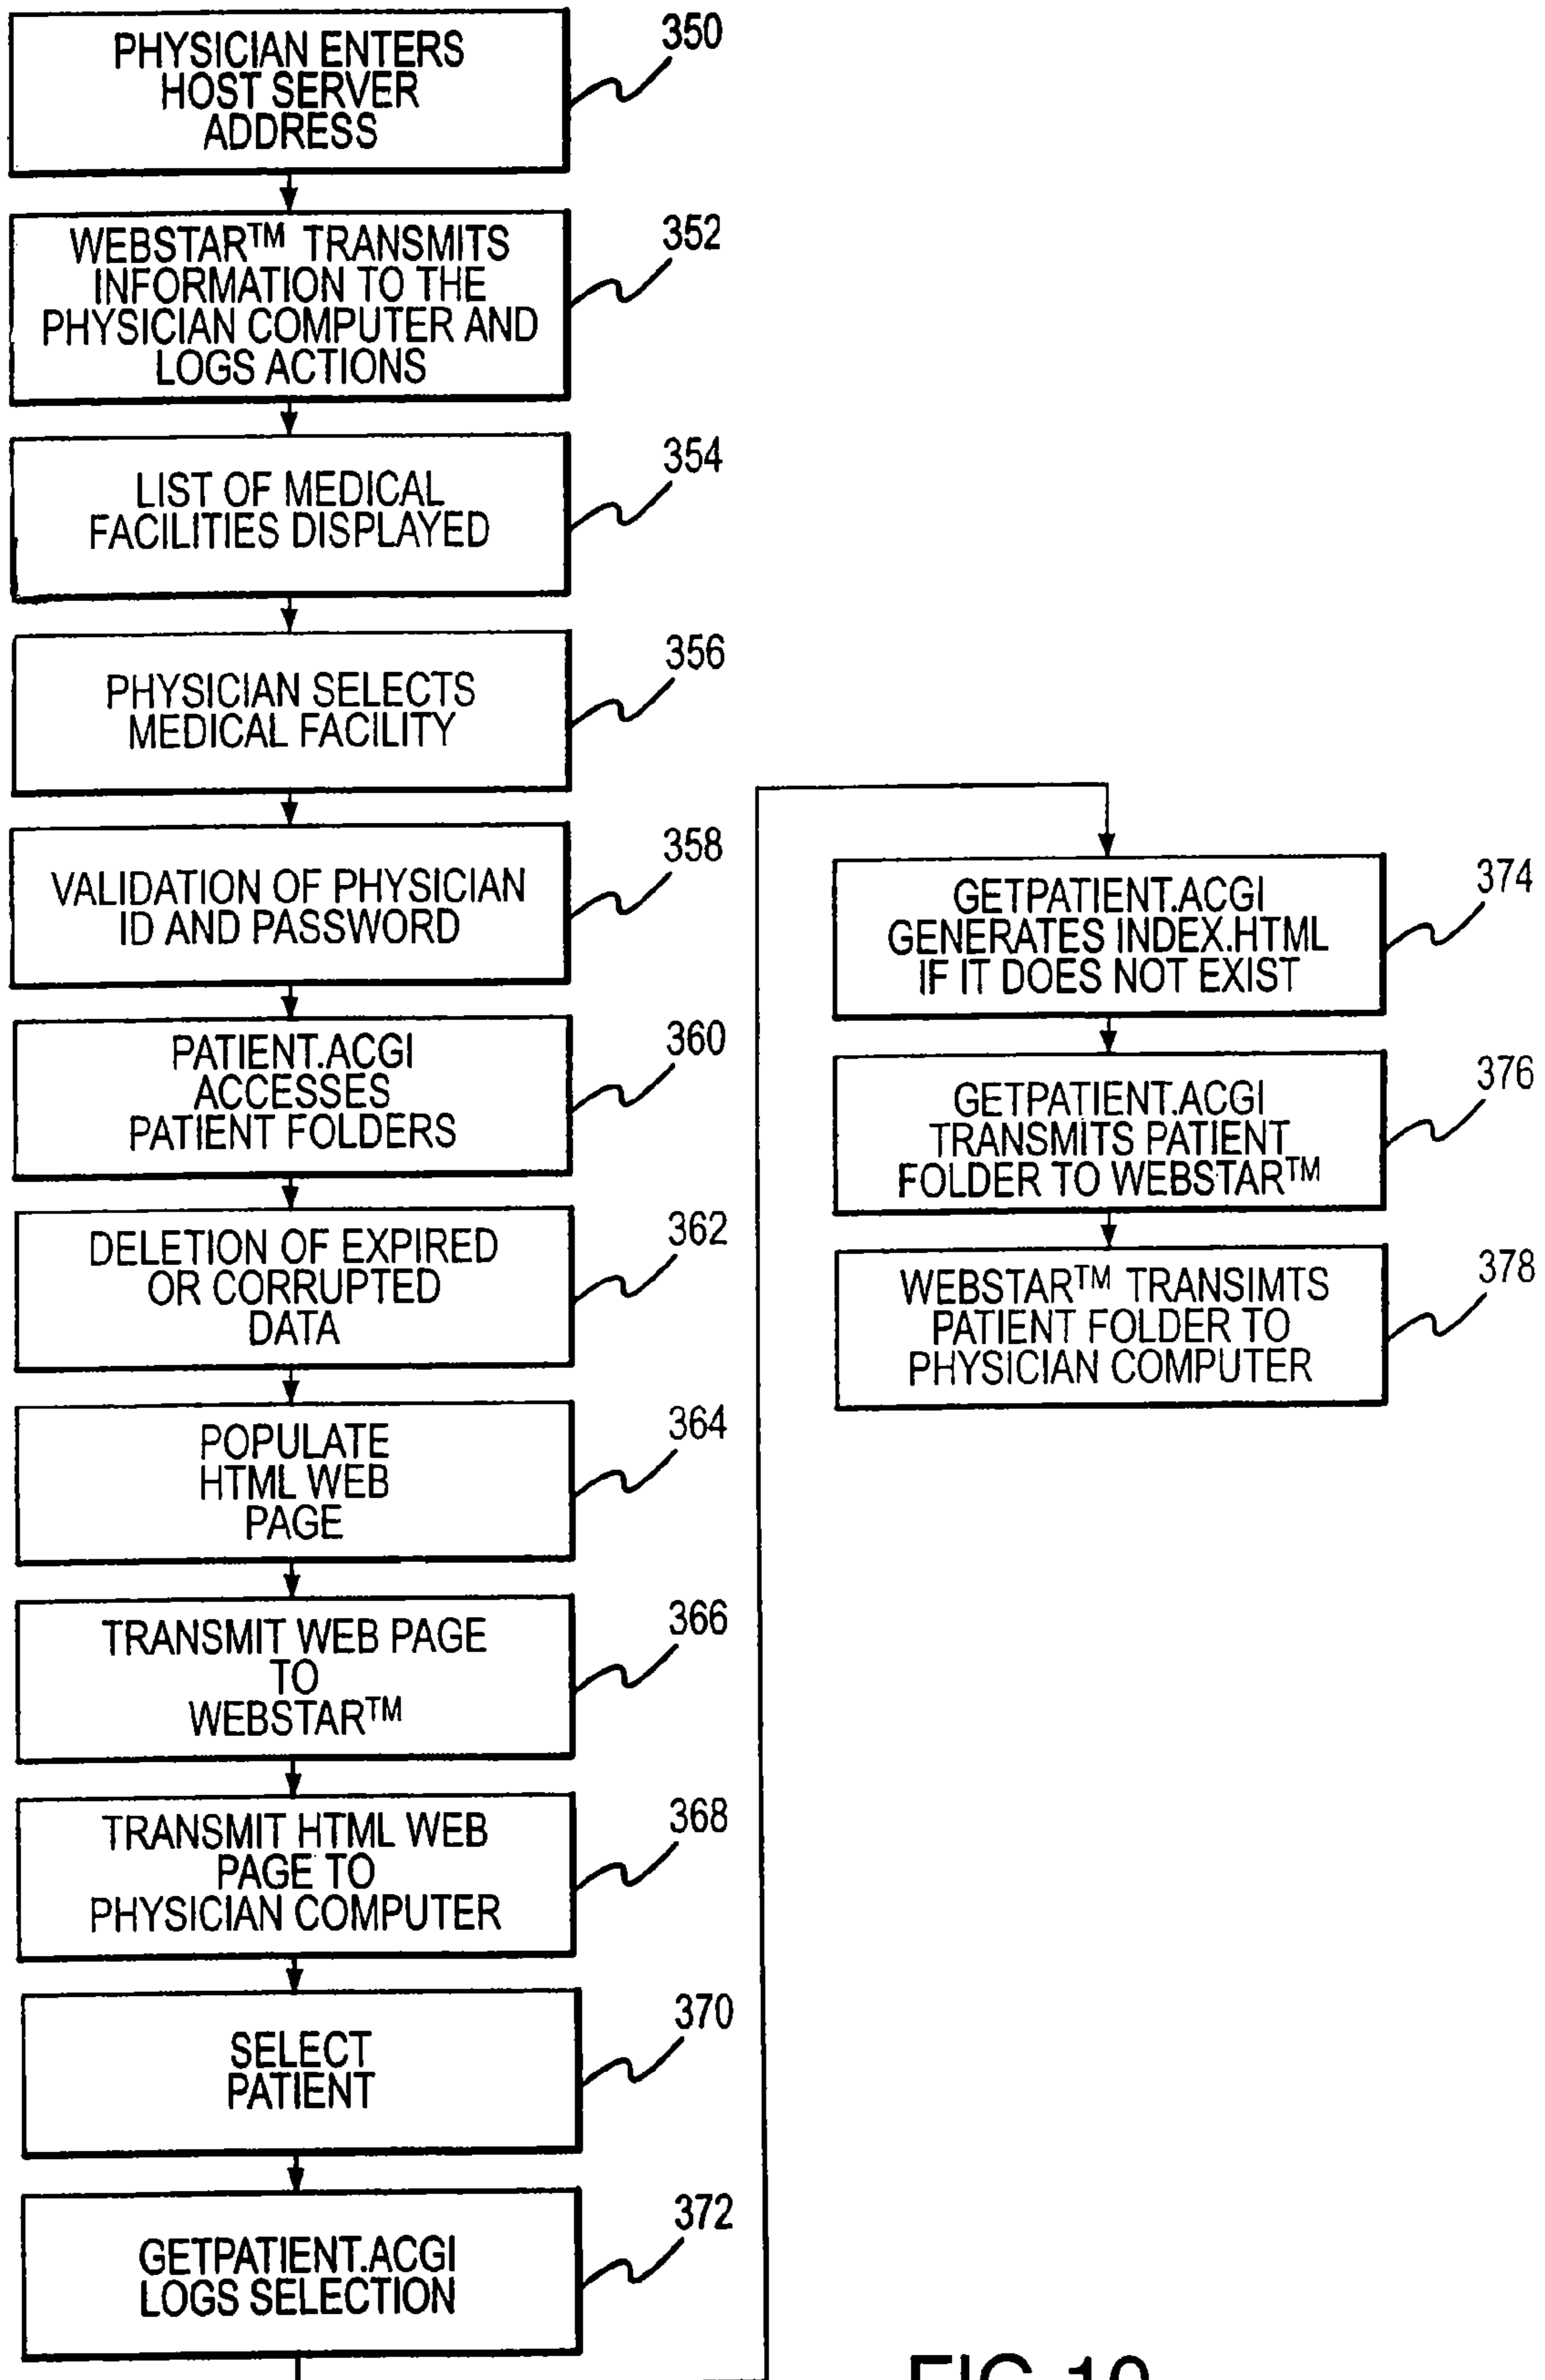 PHYSICIAN ENTERS
HOST SERVER
ADDRESS
350
WEBSTAR™ TRANSMITS
INFORMATION TO THE
PHYSICIAN COMPUTER AND
LOGS ACTIONS
352
LIST OF MEDICAL
FACILITIES DISPLAYED
354
PHYSICIAN SELECTS
MEDICAL FACILITY
356
VALIDATION OF PHYSICIAN
ID AND PASSWORD
358
PATIENT.ACGI
ACCESSES
PATIENT FOLDERS
360
DELETION OF EXPIRED
OR CORRUPTED
DATA
362
POPULATE
HTML WEB
PAGE
364
TRANSMIT WEB PAGE
TO
WEBSTAR™
366
TRANSMIT HTML WEB
PAGE TO
PHYSICIAN COMPUTER
368
SELECT
PATIENT
370
GETPATIENT.ACGI
LOGS SELECTION
372
GETPATIENT.ACGI
GENERATES INDEX.HTML
IF IT DOES NOT EXIST
374
GETPATIENT.ACGI
TRANSMITS PATIENT
FOLDER TO WEBSTAR™
376
WEBSTAR™ TRANSIMTS
PATIENT FOLDER TO
PHYSICIAN COMPUTER
378